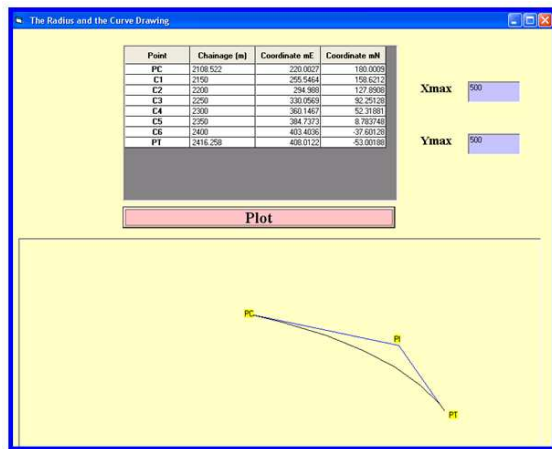 The Radius and the Curve Drawing
Point Chainage (m) Coordinate mE Coordinate mN
PC 2108.522 220.0027 180.0009
C1 2150 255.5464 158.6212
C2 2200 294.988 127.8908
C3 2250 330.0569 92.25128
C4 2300 360.1467 52.31881
C5 2350 384.7373 8.783748
C6 2400 403.4036 -37.60128
PT 2416.258 408.0122 -53.00188
Xmax 500
Ymax 500
Plot
PC
PI
PT